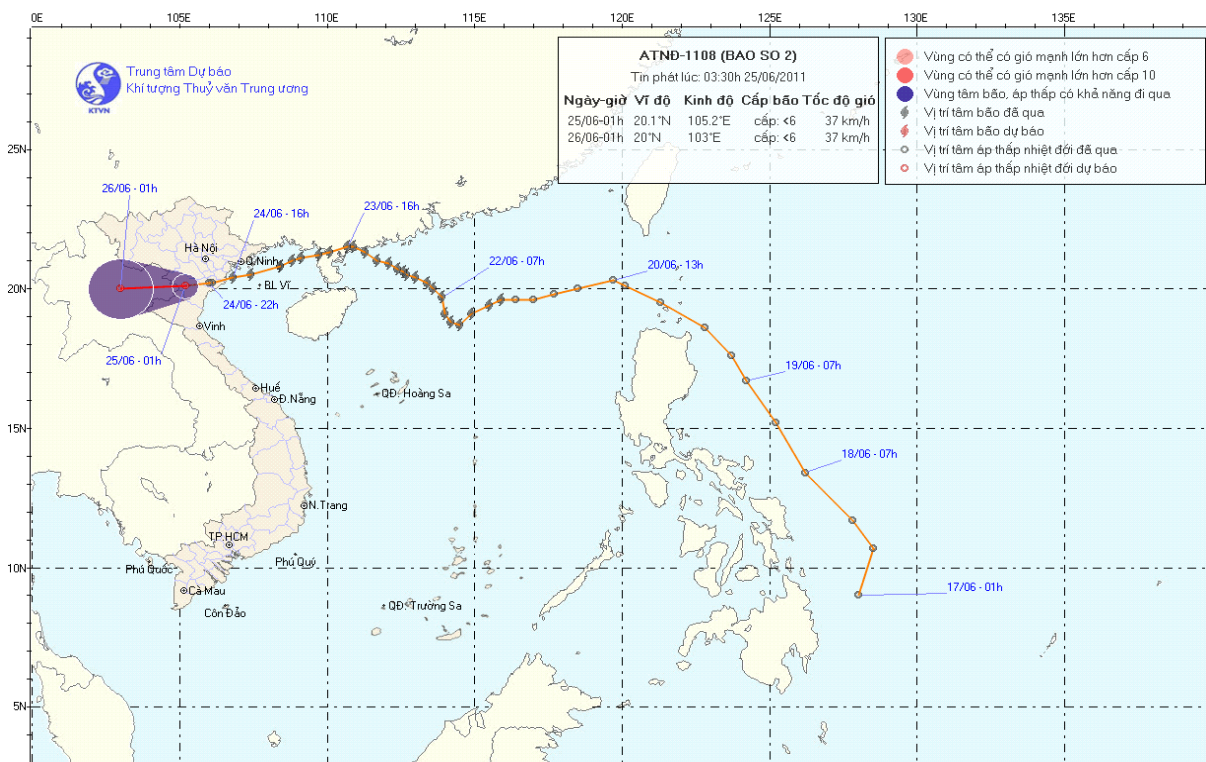 0E 105E 110E 115E 120E 125E 130E 135E
Trung tâm Dự báo
Khí tượng Thuỷ văn Trung ương
KTVN
ATNĐ-1108 (BAO SO 2)
Tin phát lúc: 03:30h 25/06/2011
Ngày-giờ Vĩ độ Kinh độ Cấp bão Tốc độ gió
25/06-01h 20.1°N 105.2°E cấp: <6 37 km/h
26/06-01h 20°N 103°E cấp: <6 37 km/h
Vùng có thể có gió mạnh lớn hơn cấp 6
Vùng có thể có gió mạnh lớn hơn cấp 10
Vùng tâm bão, áp thấp có khả năng đi qua
Vị trí tâm bão đã qua
Vị trí tâm bão dự báo
Vị trí tâm áp thấp nhiệt đới đã qua
Vị trí tâm áp thấp nhiệt đới dự báo
25N
26/06 - 01h
24/06 - 16h
23/06 - 16h
Hà Nội
Q.Ninh
22/06 - 07h
20/06 - 13h
20N
BL Vĩ
24/06 - 22h
Vinh
25/06 - 01h
19/06 - 07h
Huế
QĐ: Hoàng Sa
Đ.Nẵng
15N
18/06 - 07h
N.Trang
TP.HCM
Phú Quý
10N
Phú Quốc
Cà Mau
17/06 - 01h
QĐ: Trường Sa
Côn Đảo
5N